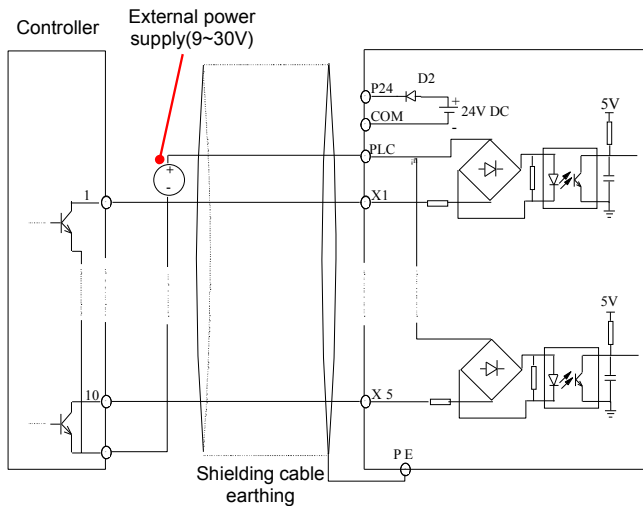 Controller
External power
supply(9~30V)
D2
P24
+
24V DC
COM
-
5V
PLC
+
-
1
X1
5V
10
X 5
P E
Shielding cable
earthing